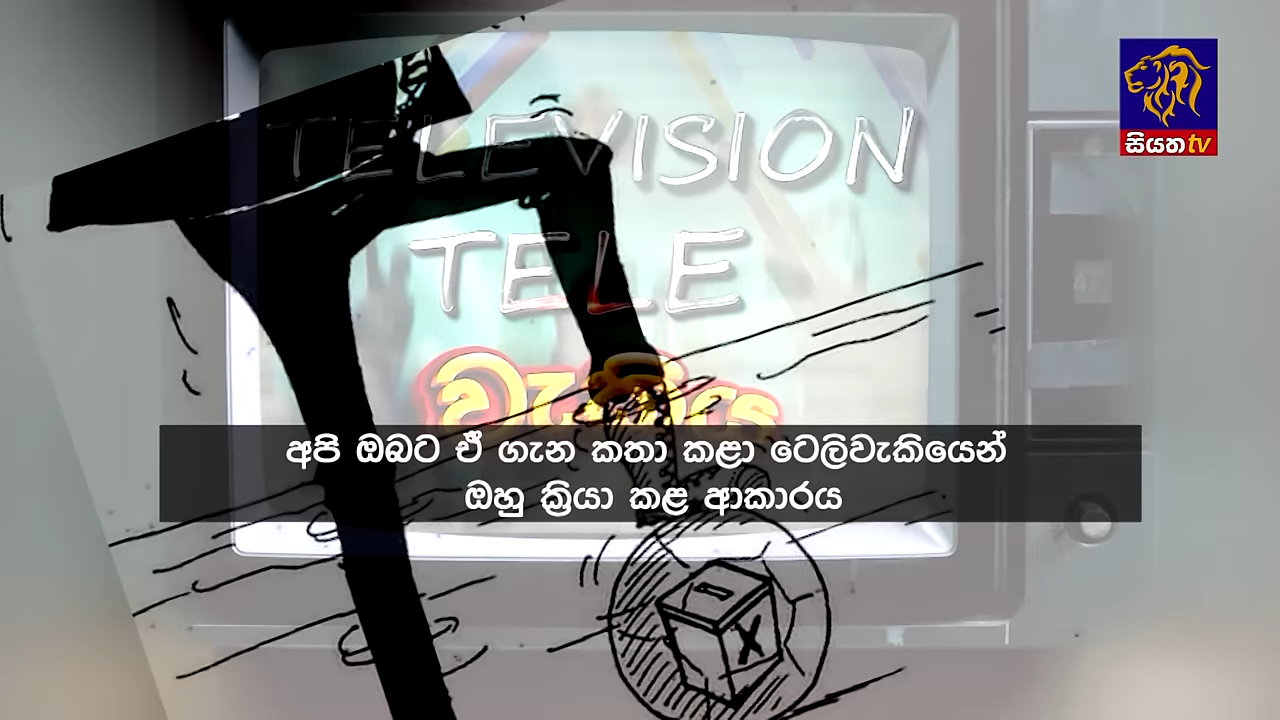 සියත tv
TELEVISION
TELE
අපි ඔබට ඒ ගැන කතා කළා ටෙලිවැකියෙන්
ඔහු ක්‍රියා කළ ආකාරය
X